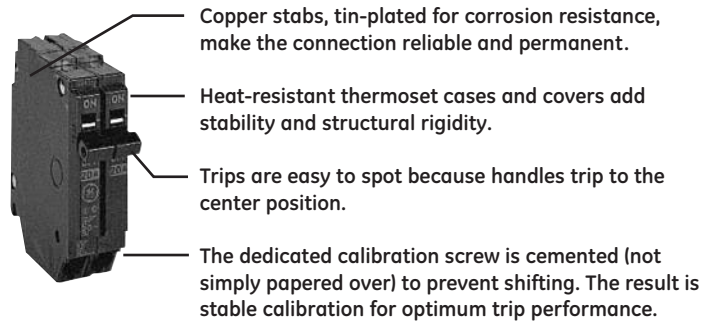 Copper stabs, tin-plated for corrosion resistance,
make the connection reliable and permanent.
Heat-resistant thermoset cases and covers add
stability and structural rigidity.
Trips are easy to spot because handles trip to the
center position.
The dedicated calibration screw is cemented (not
simply papered over) to prevent shifting. The result is
stable calibration for optimum trip performance.
ON ON
20A 20A
GE